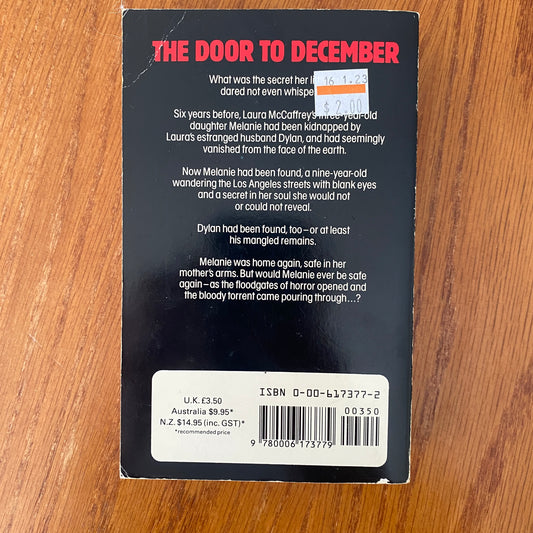 THE DOOR TO DECEMBER
What was the secret her
dared not even whisper
16 1.23
$2.00
Six years before, Laura McCaffrey's three-year-old
daughter Melanie had been kidnapped by
Laura's estranged husband Dylan, and had seemingly
vanished from the face of the earth.
Now Melanie had been found, a nine-year-old
wandering the Los Angeles streets with blank eyes
and a secret in her soul she would not
or could not reveal.
Dylan had been found, too – or at least
his mangled remains.
Melanie was home again, safe in her
mother's arms. But would Melanie ever be safe
again – as the floodgates of horror opened and
the bloody torrent came pouring through...?
U.K. £3.50
Australia $9.95*
N.Z. $14.95 (inc. GST)*
*recommended price
ISBN 0-00-617377-2
00350
9 780006 173779